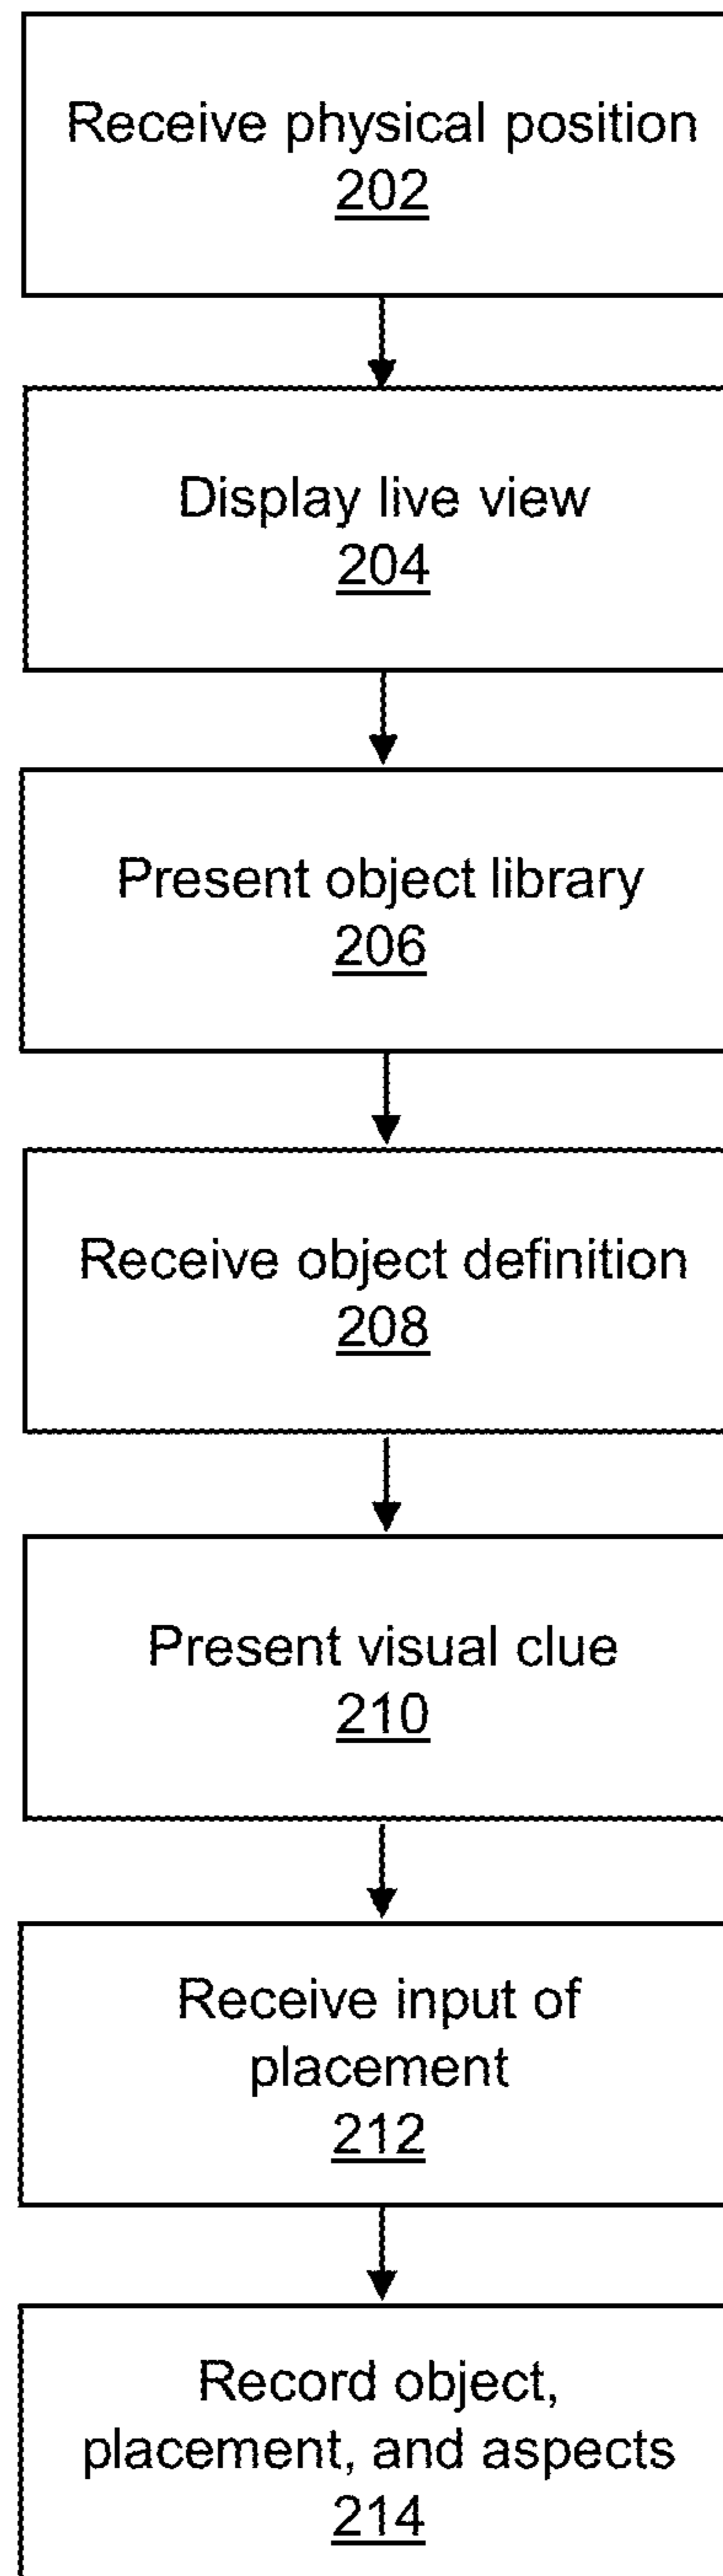 Receive physical position
202
Display live view
204
Present object library
206
Receive object definition
208
Present visual clue
210
Receive input of
placement
212
Record object,
placement, and aspects
214